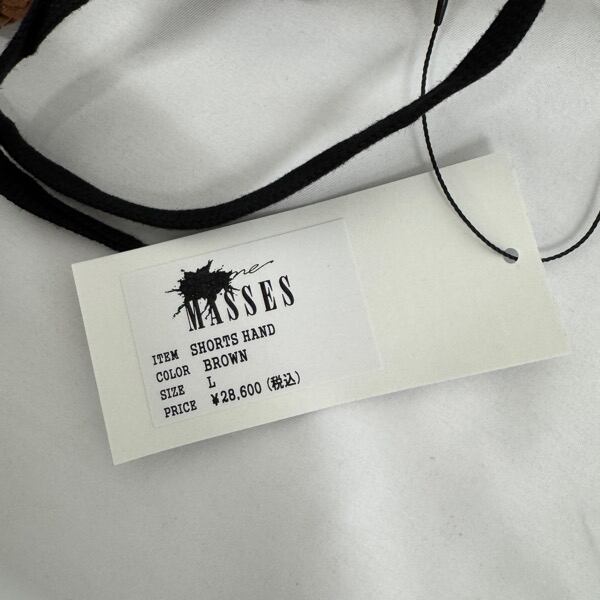 MASSES
ITEM SHORTS HAND
COLOR BROWN
SIZE L
PRICE ¥28,600 (税込)